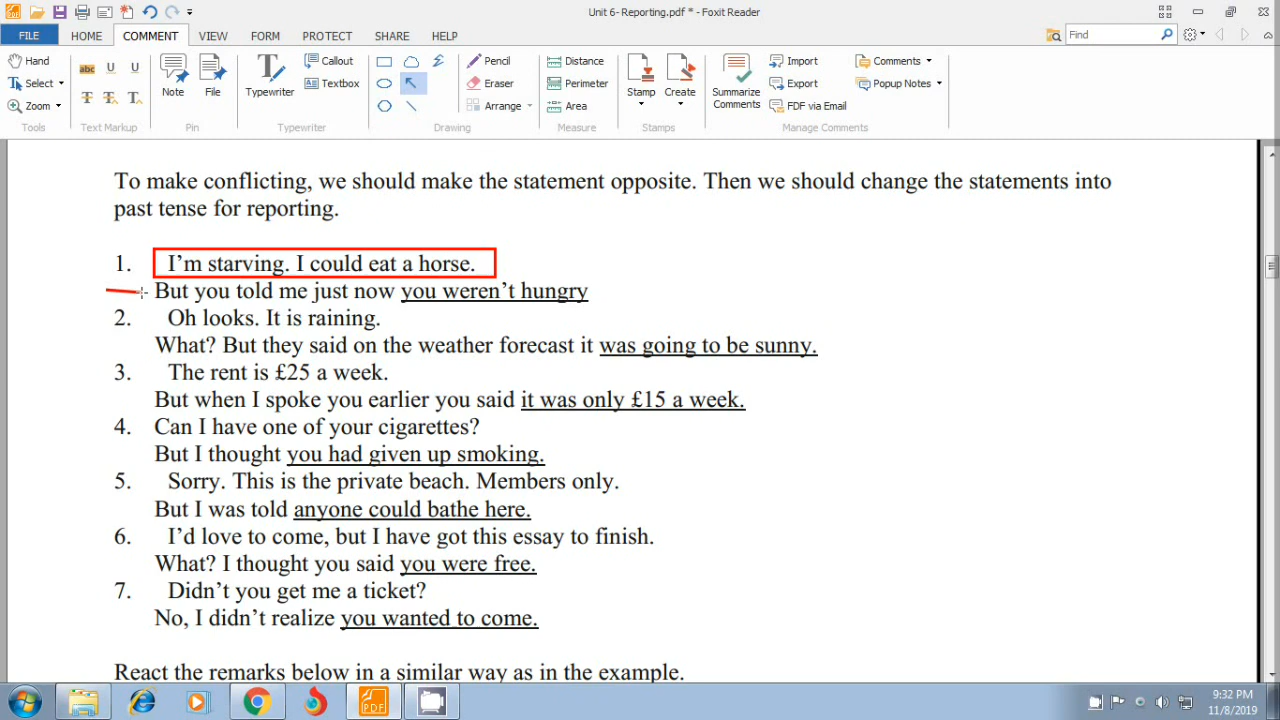 Unit 6- Reporting.pdf * - Foxit Reader
FILE HOME COMMENT VIEW FORM PROTECT SHARE HELP Find
Hand
Select
Zoom
Tools
abc U U
T T T
Text Markup
Note File
Pin
Typewriter
Callout
Textbox
Typewriter
Pencil
Eraser
Arrange
Drawing
Distance
Perimeter
Area
Measure
Stamp Create
Stamps
Summarize Comments
Import
Export
FDF via Email
Comments
Popup Notes
Manage Comments
To make conflicting, we should make the statement opposite. Then we should change the statements into
past tense for reporting.
1. I’m starving. I could eat a horse.
But you told me just now you weren’t hungry
2. Oh looks. It is raining.
What? But they said on the weather forecast it was going to be sunny.
3. The rent is £25 a week.
But when I spoke you earlier you said it was only £15 a week.
4. Can I have one of your cigarettes?
But I thought you had given up smoking.
5. Sorry. This is the private beach. Members only.
But I was told anyone could bathe here.
6. I’d love to come, but I have got this essay to finish.
What? I thought you said you were free.
7. Didn’t you get me a ticket?
No, I didn’t realize you wanted to come.
React the remarks below in a similar way as in the example.
PDF
9:32 PM
11/8/2019